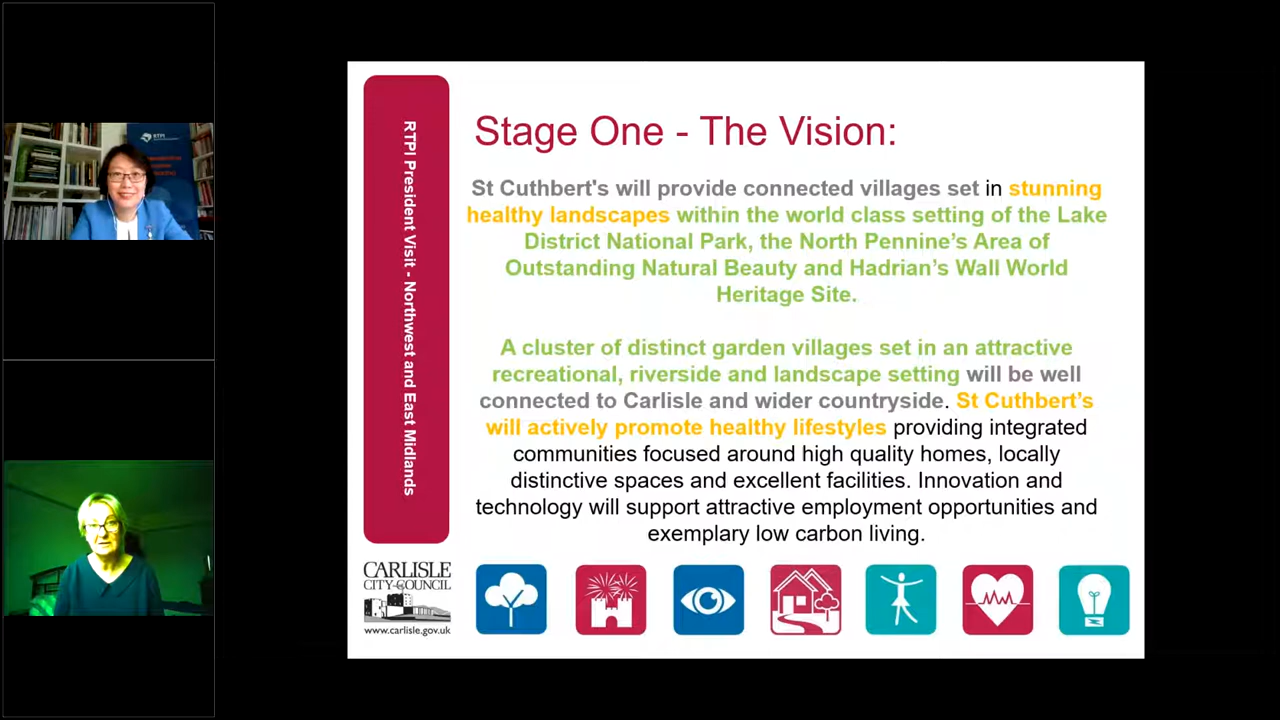 RTPI
RTPI President Visit - Northwest and East Midlands
Stage One - The Vision:
St Cuthbert's will provide connected villages set in stunning
healthy landscapes within the world class setting of the Lake
District National Park, the North Pennine’s Area of
Outstanding Natural Beauty and Hadrian’s Wall World
Heritage Site.
A cluster of distinct garden villages set in an attractive
recreational, riverside and landscape setting will be well
connected to Carlisle and wider countryside. St Cuthbert’s
will actively promote healthy lifestyles providing integrated
communities focused around high quality homes, locally
distinctive spaces and excellent facilities. Innovation and
technology will support attractive employment opportunities and
exemplary low carbon living.
CARLISLE
CITY-COUNCIL
www.carlisle.gov.uk